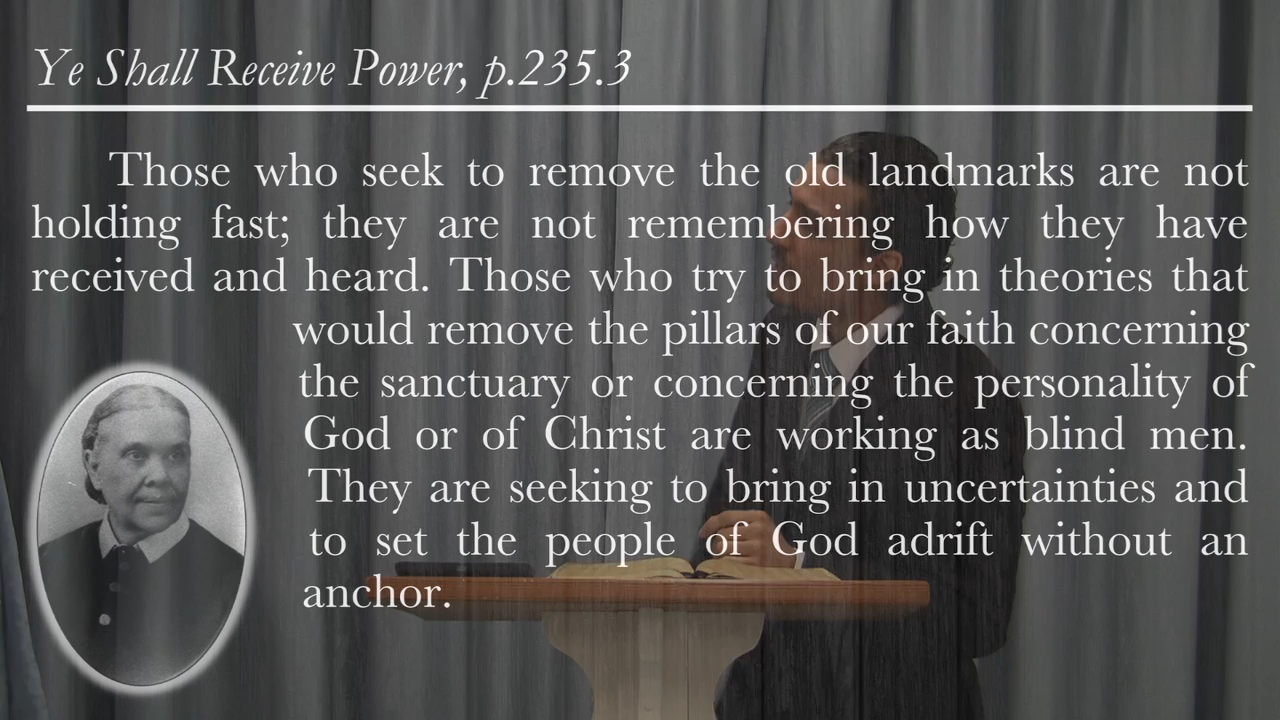 Ye Shall Receive Power, p.235.3
Those who seek to remove the old landmarks are not
holding fast; they are not remembering how they have
received and heard. Those who try to bring in theories that
would remove the pillars of our faith concerning
the sanctuary or concerning the personality of
God or of Christ are working as blind men.
They are seeking to bring in uncertainties and
to set the people of God adrift without an
anchor.